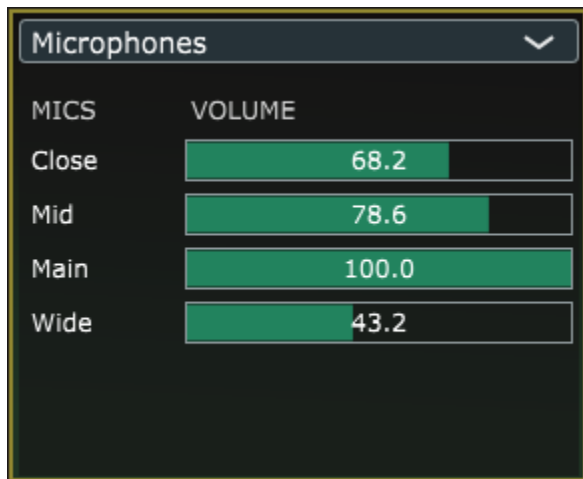 Microphones
MICS VOLUME
Close 68.2
Mid 78.6
Main 100.0
Wide 43.2